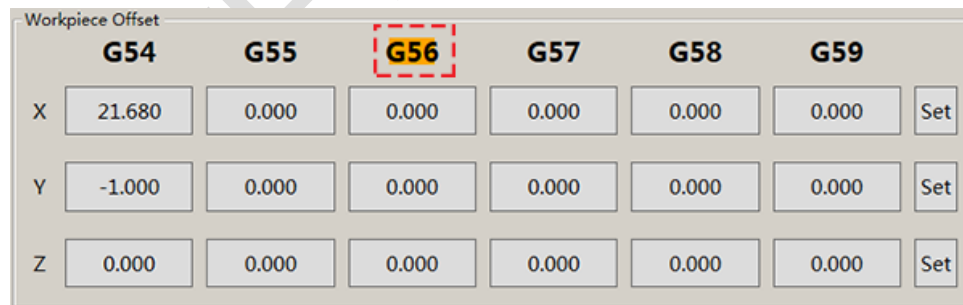 Workpiece Offset
G54 G55 G56 G57 G58 G59
X 21.680 0.000 0.000 0.000 0.000 0.000 Set
Y -1.000 0.000 0.000 0.000 0.000 0.000 Set
Z 0.000 0.000 0.000 0.000 0.000 0.000 Set